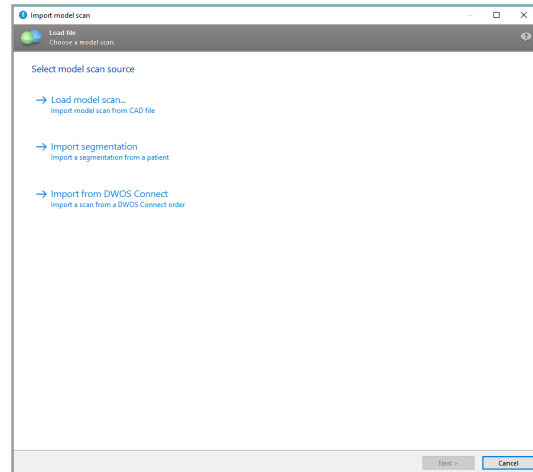 Import model scan
Load file
Choose a model scan.
Select model scan source
Load model scan...
Import model scan from CAD file
Import segmentation
Import a segmentation from a patient
Import from DWOS Connect
Import a scan from a DWOS Connect order
Next >
Cancel